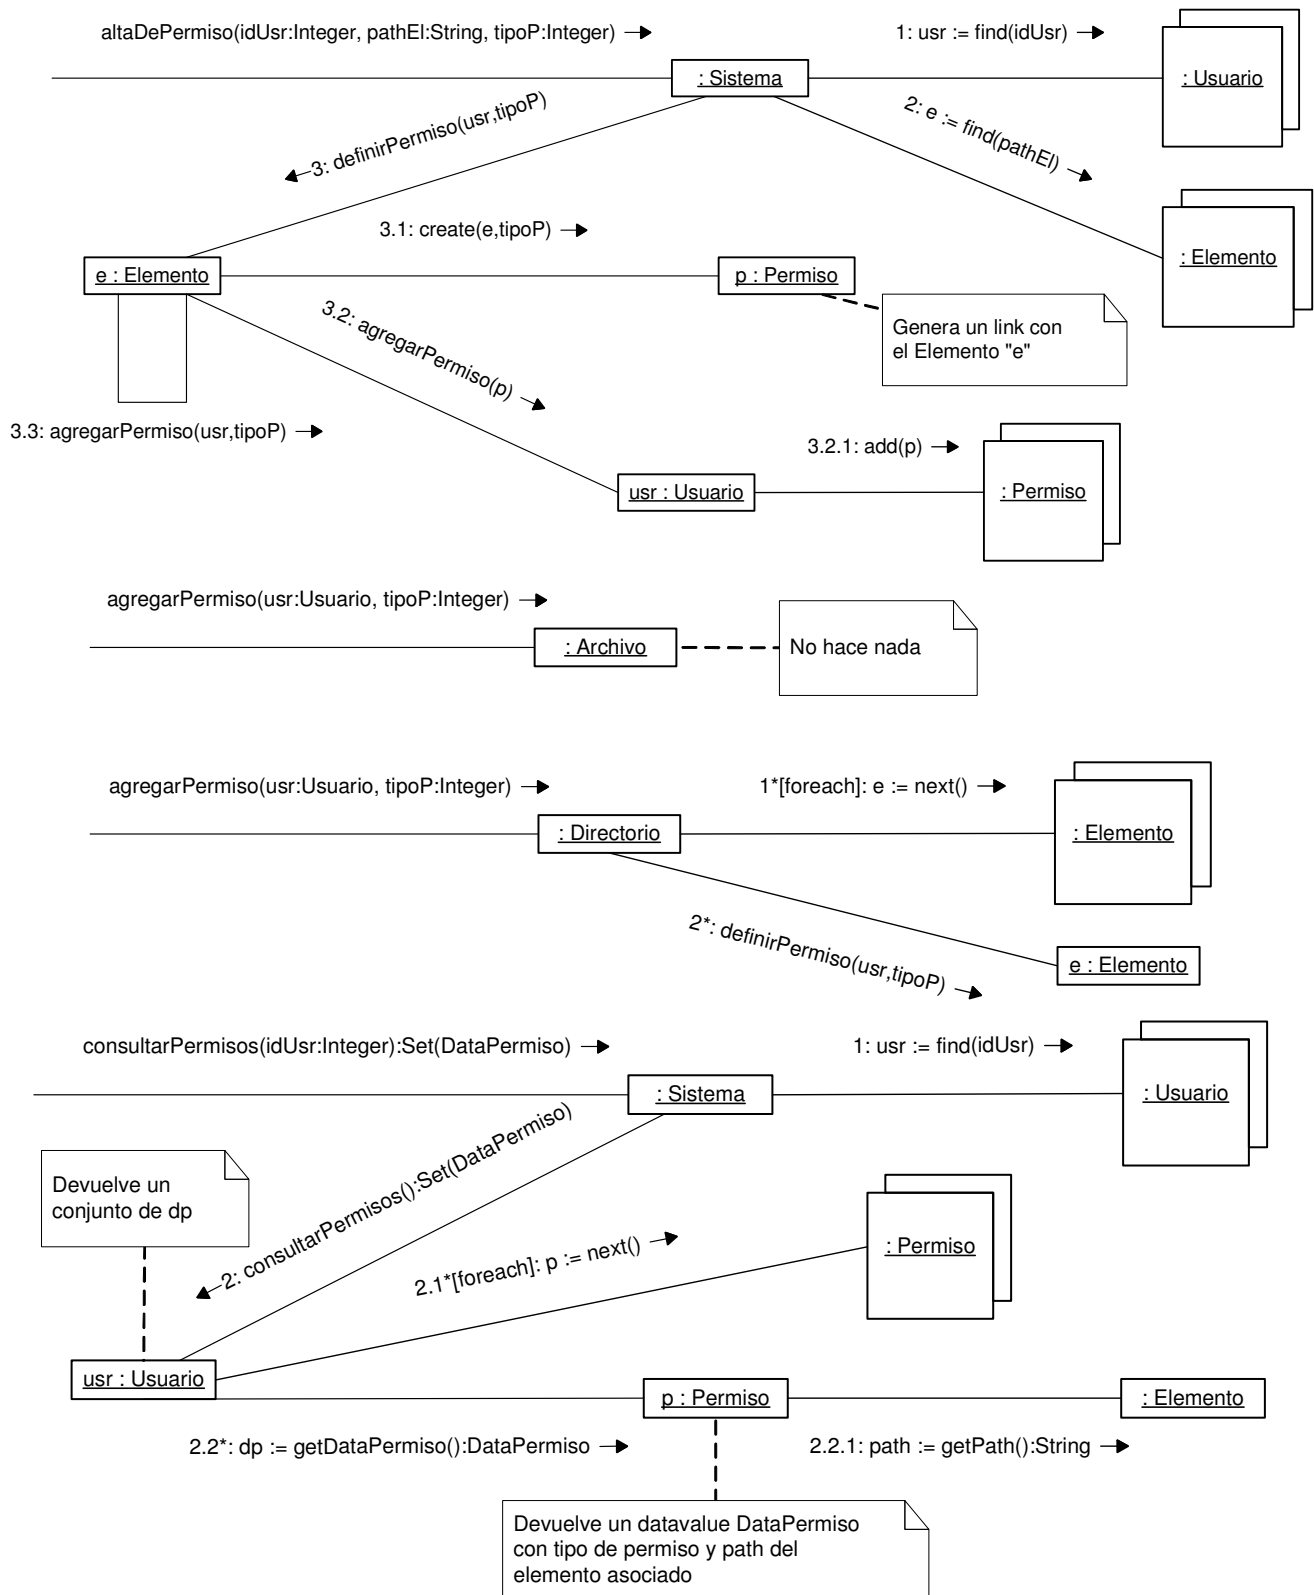 altaDePermiso(idUsr:Integer, pathEl:String, tipoP:Integer)
1: usr := find(idUsr)
: Sistema
: Usuario
2: e := find(pathEl)
3: definirPermiso(usr,tipoP)
3.1: create(e,tipoP)
: Elemento
e : Elemento
p : Permiso
Genera un link con
el Elemento "e"
3.2: agregarPermiso(p)
3.3: agregarPermiso(usr,tipoP)
3.2.1: add(p)
usr : Usuario
: Permiso
agregarPermiso(usr:Usuario, tipoP:Integer)
: Archivo
No hace nada
agregarPermiso(usr:Usuario, tipoP:Integer)
1*[foreach]: e := next()
: Directorio
: Elemento
2*: definirPermiso(usr,tipoP)
e : Elemento
consultarPermisos(idUsr:Integer):Set(DataPermiso)
1: usr := find(idUsr)
: Sistema
: Usuario
Devuelve un
conjunto de dp
2: consultarPermisos():Set(DataPermiso)
2.1*[foreach]: p := next()
: Permiso
usr : Usuario
p : Permiso
: Elemento
2.2*: dp := getDataPermiso():DataPermiso
2.2.1: path := getPath():String
Devuelve un datavalue DataPermiso
con tipo de permiso y path del
elemento asociado